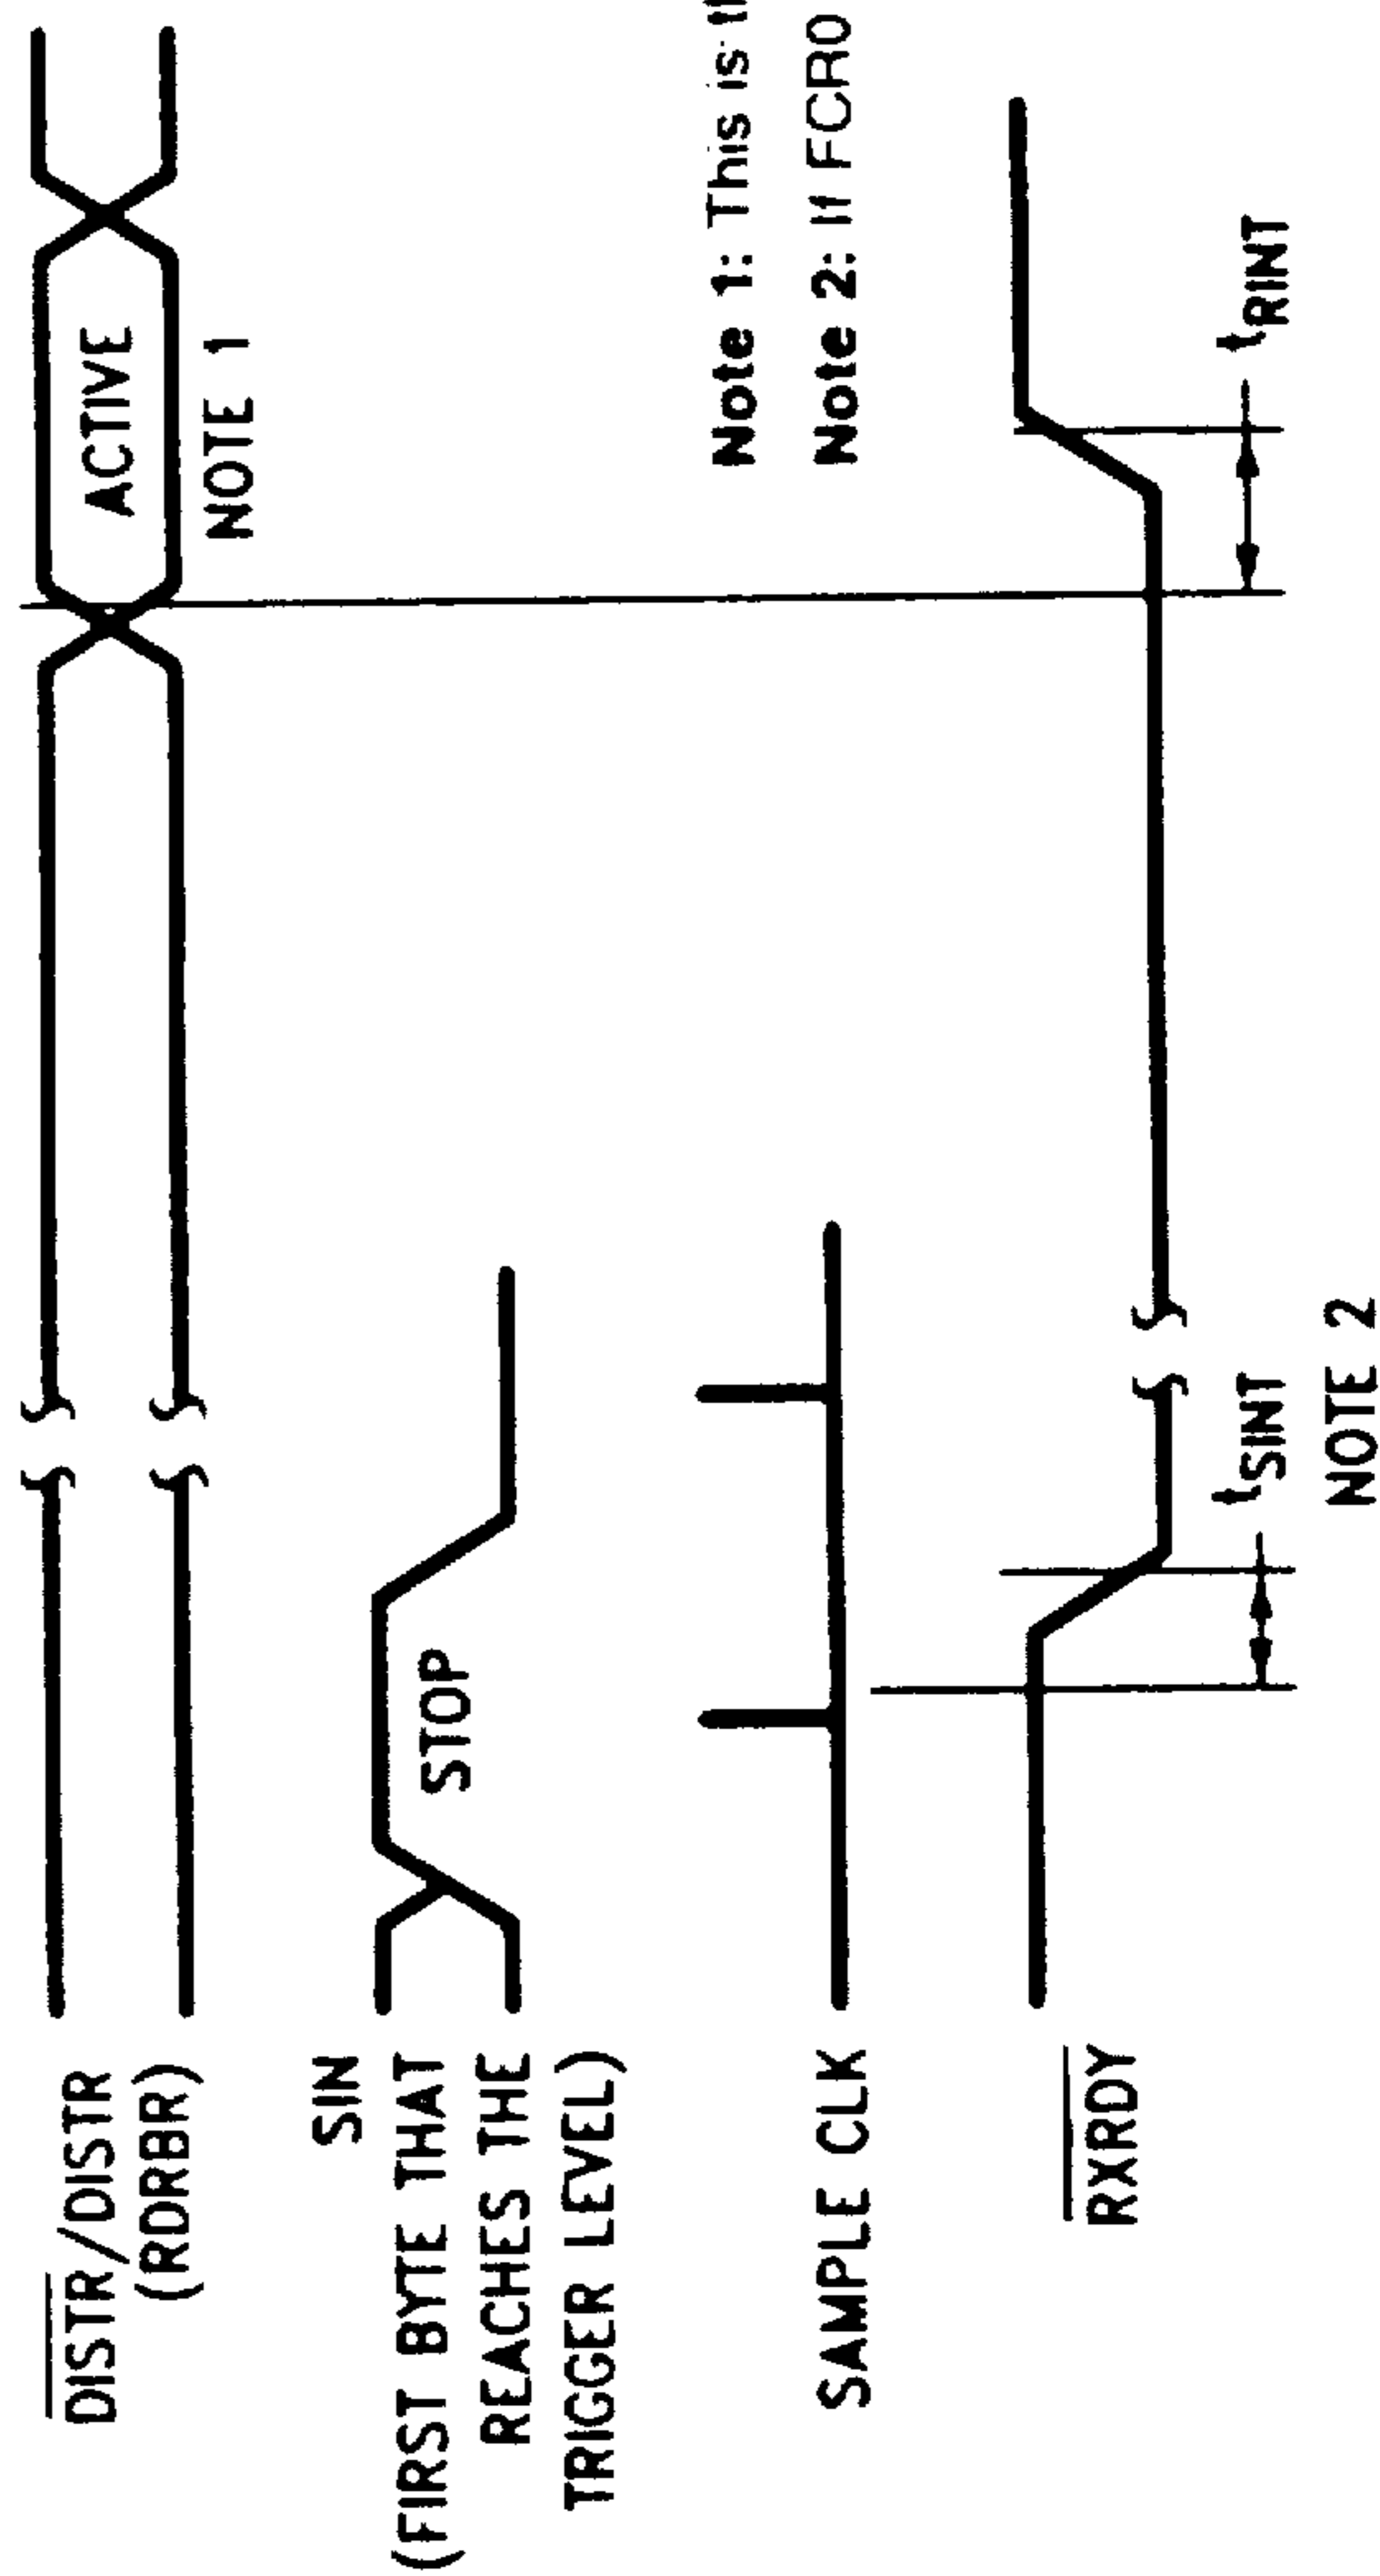 DISTR/DISTR
(RDRBR)
ACTIVE
NOTE 1
SIN
(FIRST BYTE THAT
REACHES THE
TRIGGER LEVEL)
STOP
SAMPLE CLK
RXRDY
tSINT
NOTE 2
tRINT
Note 1: This is
Note 2: If FCR0